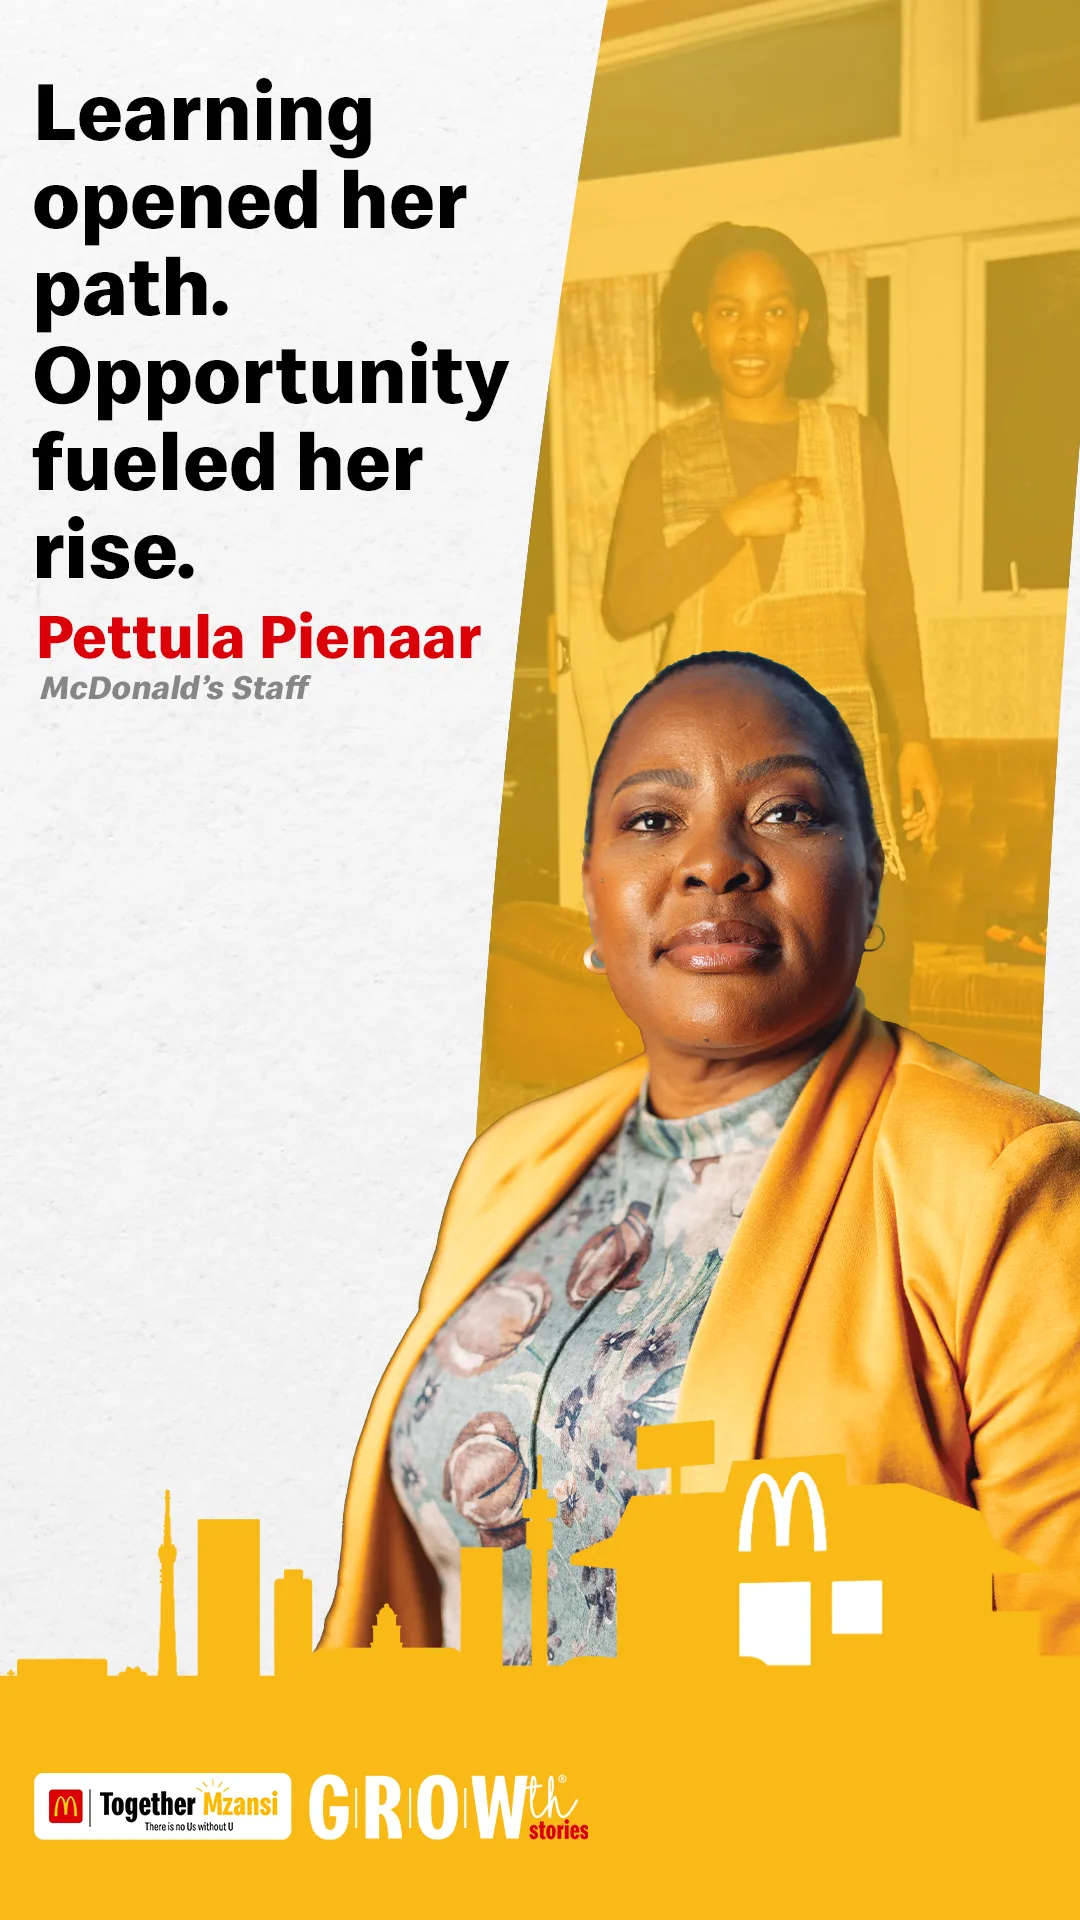 Learning
opened her
path.
Opportunity
fueled her
rise.
Pettula Pienaar
McDonald’s Staff
Together Mzansi
There is no Us without U
GROWth®
stories